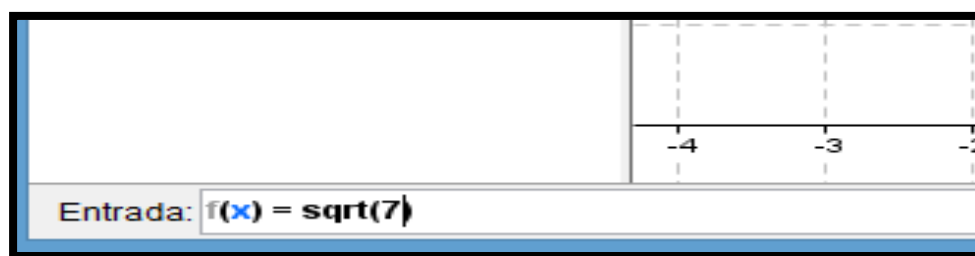 -4 -3
Entrada: f(x) = sqrt(7)